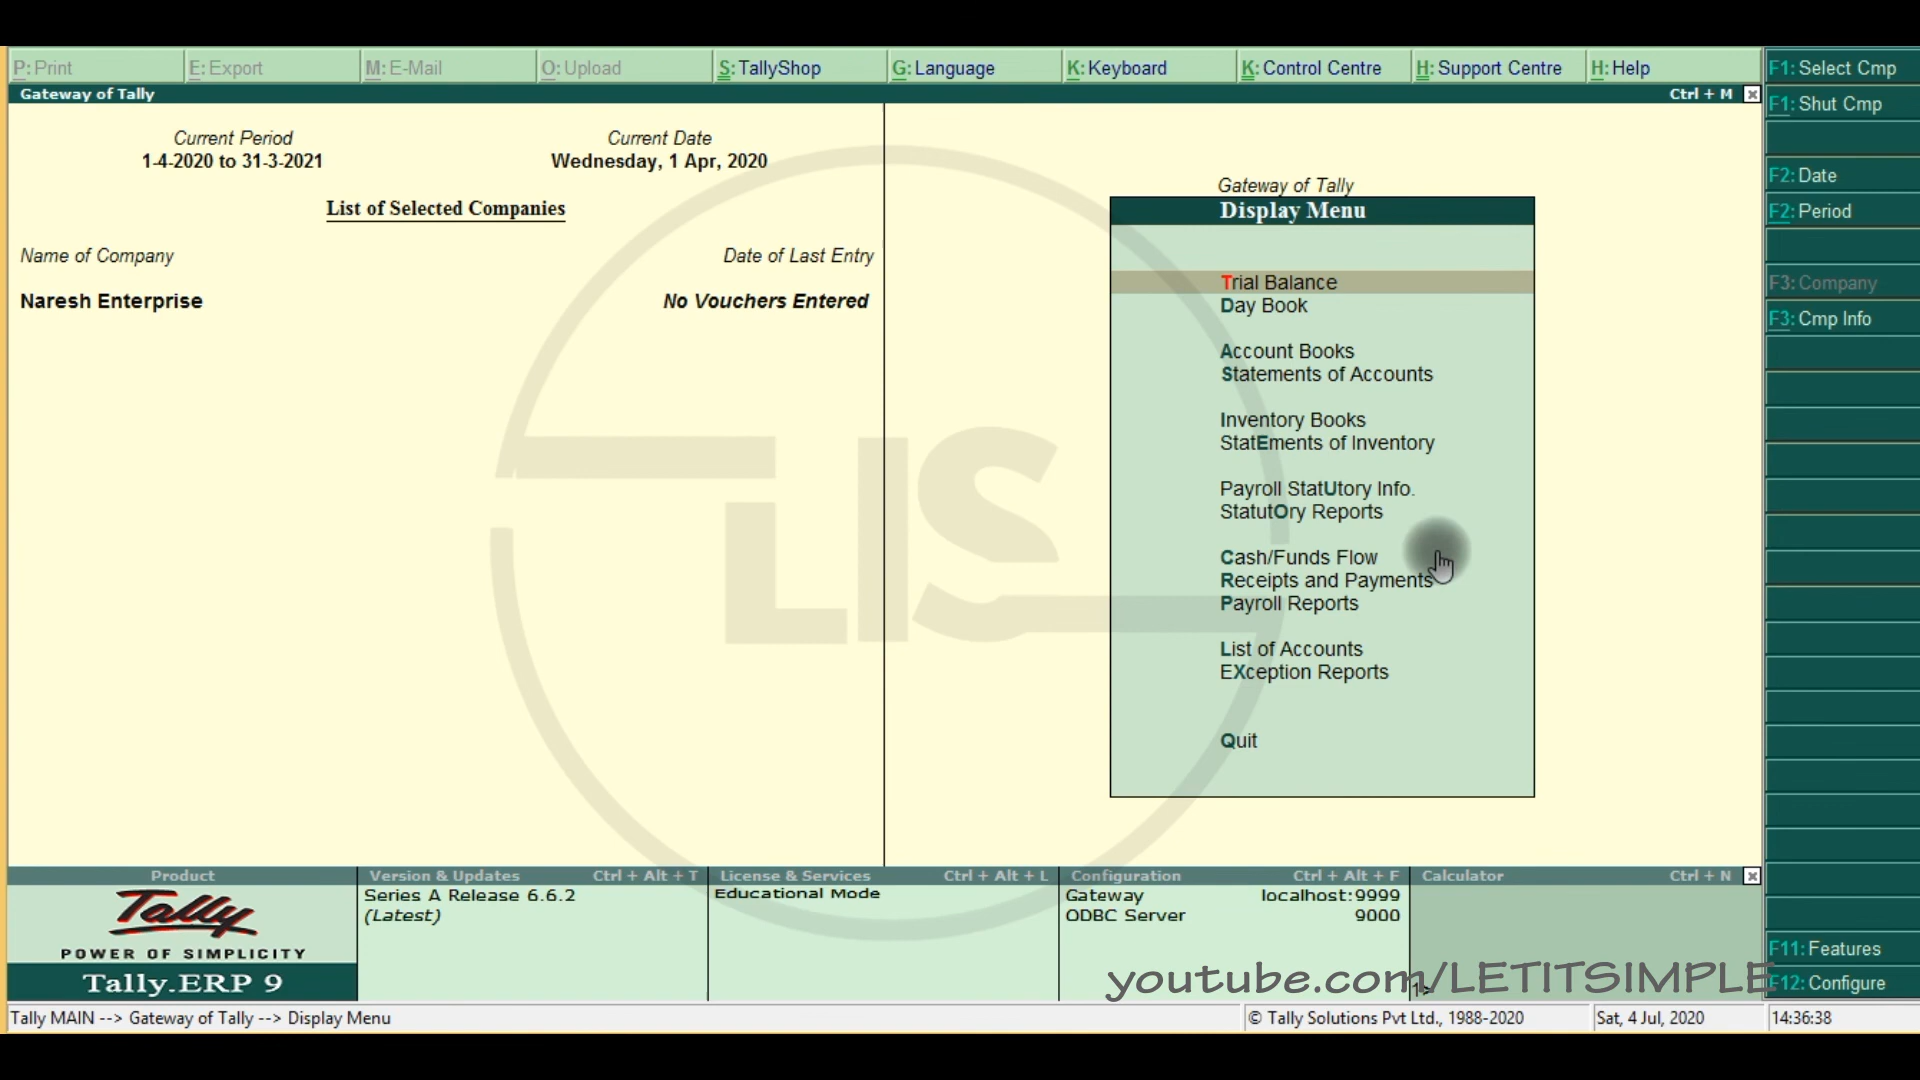 P: Print E: Export M: E-Mail O: Upload S: TallyShop G: Language K: Keyboard K: Control Centre H: Support Centre H: Help
Gateway of Tally Ctrl + M
Current Period Current Date
1-4-2020 to 31-3-2021 Wednesday, 1 Apr, 2020
List of Selected Companies
Name of Company Date of Last Entry
Naresh Enterprise No Vouchers Entered
Gateway of Tally
Display Menu
Trial Balance
Day Book
Account Books
Statements of Accounts
Inventory Books
StatEments of Inventory
Payroll StatUtory Info.
StatutOry Reports
Cash/Funds Flow
Receipts and Payments
Payroll Reports
List of Accounts
EXception Reports
Quit
F1: Select Cmp
F1: Shut Cmp
F2: Date
F2: Period
F3: Company
F3: Cmp Info
F11: Features
F12: Configure
LIS
Product
Tally
POWER OF SIMPLICITY
Tally.ERP 9
Version & Updates Ctrl + Alt + T
Series A Release 6.6.2
(Latest)
License & Services Ctrl + Alt + L
Educational Mode
Configuration Ctrl + Alt + F
Gateway localhost:9999
ODBC Server 9000
Calculator Ctrl + N
1>
youtube.com/LETITSIMPLE
Tally MAIN --> Gateway of Tally --> Display Menu © Tally Solutions Pvt Ltd., 1988-2020 Sat, 4 Jul, 2020 14:36:38